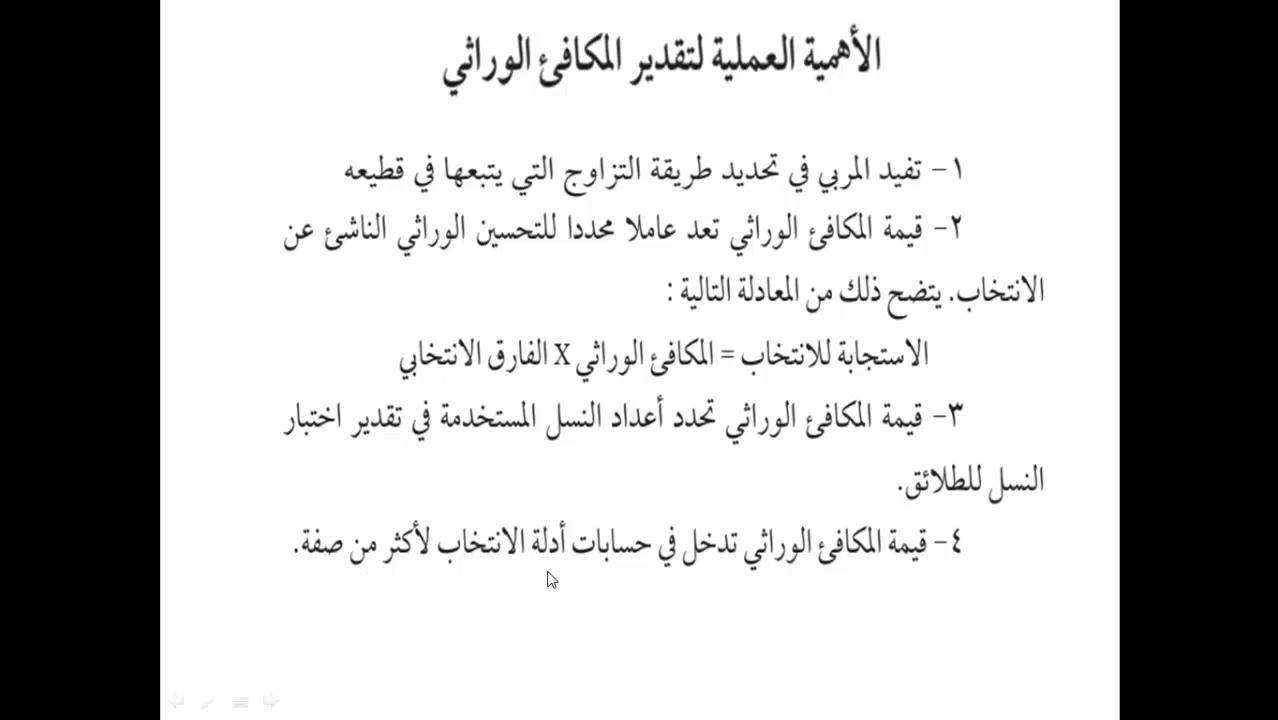 الأهمية العملية لتقدير المكافئ الوراثي
١- تفيد المربي في تحديد طريقة التزاوج التي يتبعها في قطيعه
٢- قيمة المكافئ الوراثي تعد عاملا محددا للتحسين الوراثي الناشئ عن
الانتخاب. يتضح ذلك من المعادلة التالية :
الاستجابة للانتخاب = المكافئ الوراثي X الفارق الانتخابي
٣- قيمة المكافئ الوراثي تحدد أعداد النسل المستخدمة في تقدير اختبار
النسل للطلائق.
٤- قيمة المكافئ الوراثي تدخل في حسابات أدلة الانتخاب لأكثر من صفة.